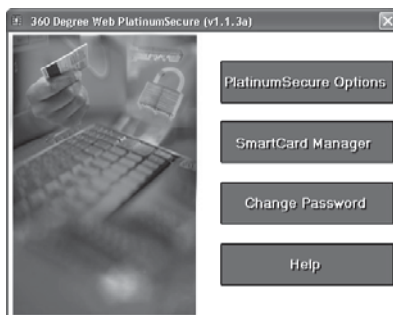 360 Degree Web PlatinumSecure (v1.1.3a)
PlatinumSecure Options
SmartCard Manager
Change Password
Help